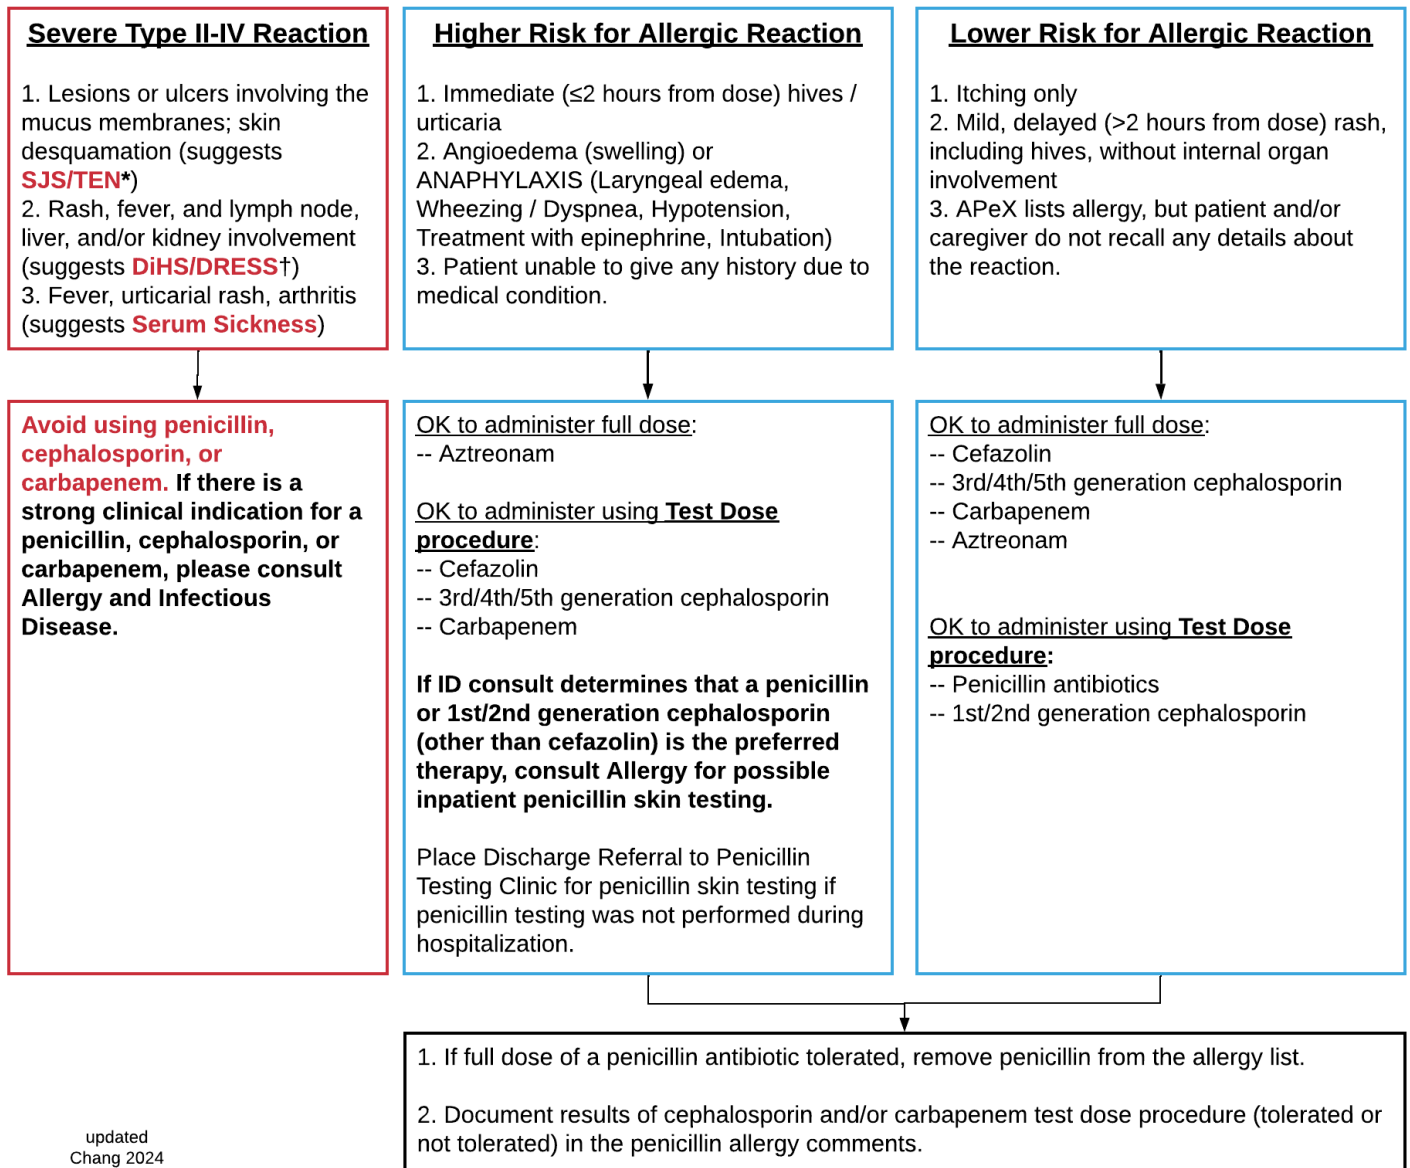 Severe Type II-IV Reaction
1. Lesions or ulcers involving the
mucus membranes; skin
desquamation (suggests
SJS/TEN*)
2. Rash, fever, and lymph node,
liver, and/or kidney involvement
(suggests DiHS/DRESS†)
3. Fever, urticarial rash, arthritis
(suggests Serum Sickness)
Avoid using penicillin,
cephalosporin, or
carbapenem. If there is a
strong clinical indication for a
penicillin, cephalosporin, or
carbapenem, please consult
Allergy and Infectious
Disease.
Higher Risk for Allergic Reaction
1. Immediate (≤2 hours from dose) hives /
urticaria
2. Angioedema (swelling) or
ANAPHYLAXIS (Laryngeal edema,
Wheezing / Dyspnea, Hypotension,
Treatment with epinephrine, Intubation)
3. Patient unable to give any history due to
medical condition.
OK to administer full dose:
-- Aztreonam
OK to administer using Test Dose
procedure:
-- Cefazolin
-- 3rd/4th/5th generation cephalosporin
-- Carbapenem
If ID consult determines that a penicillin
or 1st/2nd generation cephalosporin
(other than cefazolin) is the preferred
therapy, consult Allergy for possible
inpatient penicillin skin testing.
Place Discharge Referral to Penicillin
Testing Clinic for penicillin skin testing if
penicillin testing was not performed during
hospitalization.
Lower Risk for Allergic Reaction
1. Itching only
2. Mild, delayed (>2 hours from dose) rash,
including hives, without internal organ
involvement
3. APeX lists allergy, but patient and/or
caregiver do not recall any details about
the reaction.
OK to administer full dose:
-- Cefazolin
-- 3rd/4th/5th generation cephalosporin
-- Carbapenem
-- Aztreonam
OK to administer using Test Dose
procedure:
-- Penicillin antibiotics
-- 1st/2nd generation cephalosporin
1. If full dose of a penicillin antibiotic tolerated, remove penicillin from the allergy list.
2. Document results of cephalosporin and/or carbapenem test dose procedure (tolerated or
not tolerated) in the penicillin allergy comments.
updated
Chang 2024